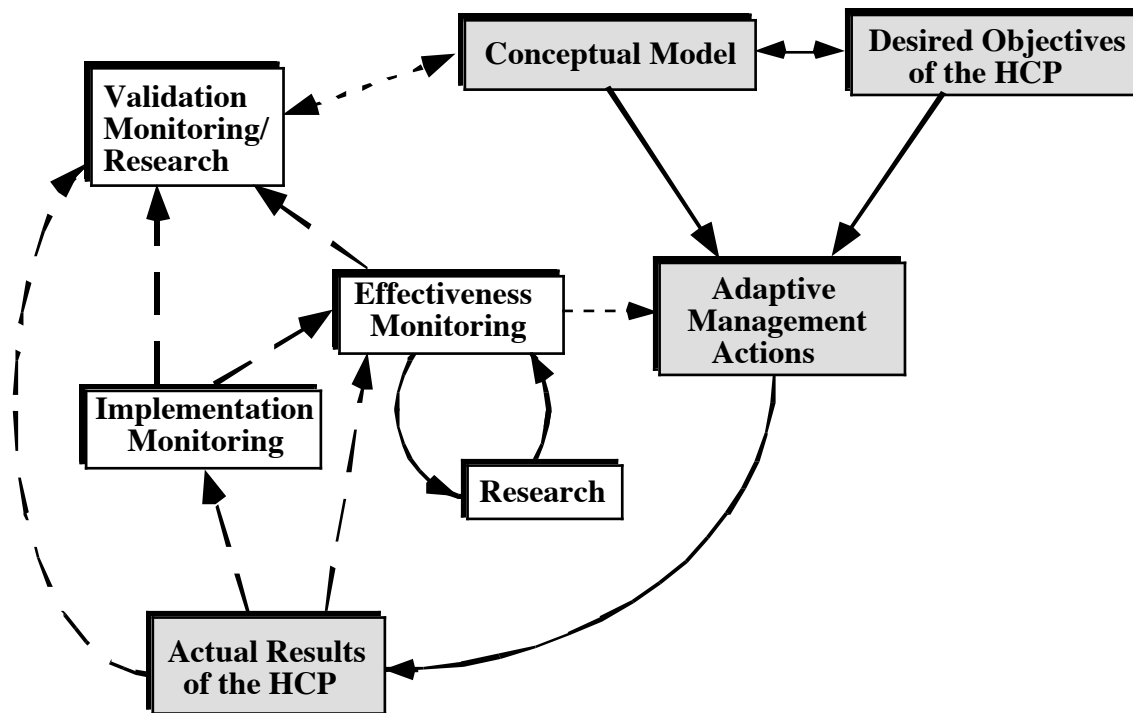 Conceptual Model
Desired Objectives
of the HCP
Validation
Monitoring/
Research
Effectiveness
Monitoring
Adaptive
Management
Actions
Implementation
Monitoring
Research
Actual Results
of the HCP